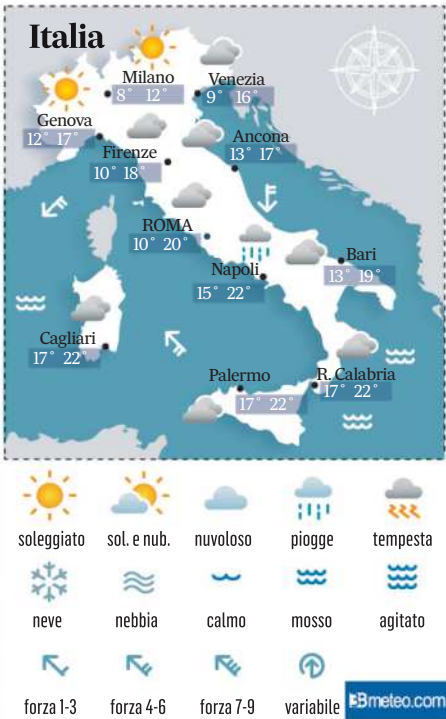 Italia
Milano
8° 12°
Venezia
9° 16°
Genova
12° 17°
Firenze
10° 18°
Ancona
13° 17°
ROMA
10° 20°
Napoli
15° 22°
Bari
13° 19°
Cagliari
17° 22°
Palermo
17° 22°
R. Calabria
17° 22°
soleggiato sol. e nub. nuvoloso piogge tempesta
neve nebbia calmo mosso agitato
forza 1-3 forza 4-6 forza 7-9 variabile
3Bmeteo.com